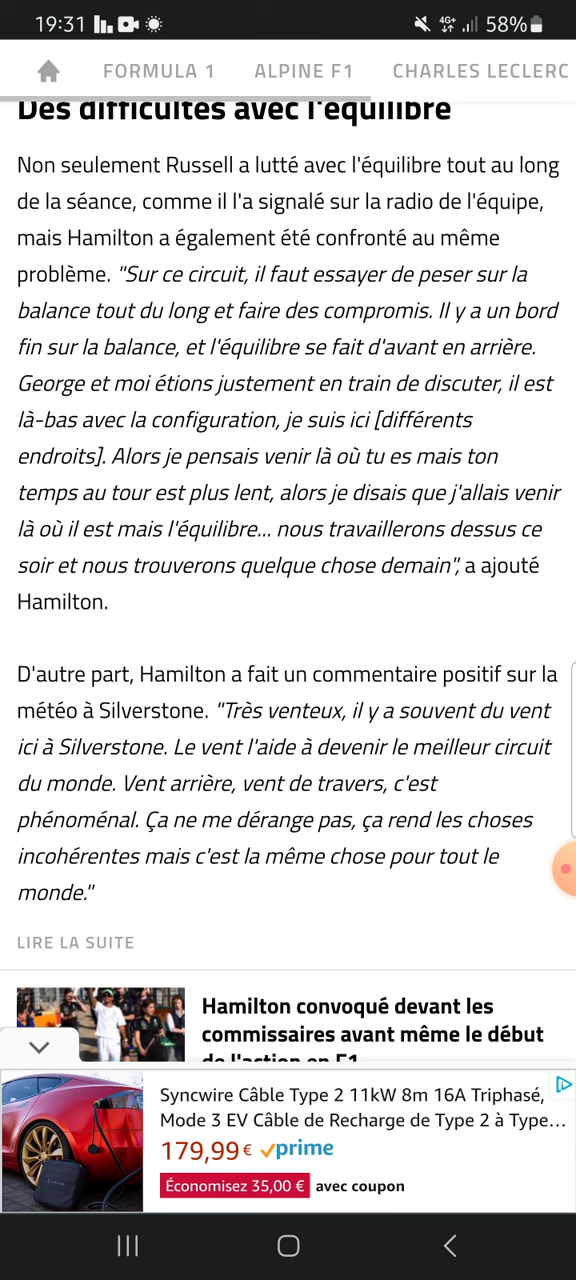 19:31
4G+
58%
FORMULA 1 ALPINE F1 CHARLES LECLERC
Des difficultés avec l'équilibre
Non seulement Russell a lutté avec l'équilibre tout au long
de la séance, comme il l'a signalé sur la radio de l'équipe,
mais Hamilton a également été confronté au même
problème. "Sur ce circuit, il faut essayer de peser sur la
balance tout du long et faire des compromis. Il y a un bord
fin sur la balance, et l'équilibre se fait d'avant en arrière.
George et moi étions justement en train de discuter, il est
là-bas avec la configuration, je suis ici [différents
endroits]. Alors je pensais venir là où tu es mais ton
temps au tour est plus lent, alors je disais que j'allais venir
là où il est mais l'équilibre... nous travaillerons dessus ce
soir et nous trouverons quelque chose demain", a ajouté
Hamilton.
D'autre part, Hamilton a fait un commentaire positif sur la
météo à Silverstone. "Très venteux, il y a souvent du vent
ici à Silverstone. Le vent l'aide à devenir le meilleur circuit
du monde. Vent arrière, vent de travers, c'est
phénoménal. Ça ne me dérange pas, ça rend les choses
incohérentes mais c'est la même chose pour tout le
monde."
LIRE LA SUITE
Hamilton convoqué devant les
commissaires avant même le début
de l'action en F1
Syncwire Câble Type 2 11kW 8m 16A Triphasé,
Mode 3 EV Câble de Recharge de Type 2 à Type...
179,99 € prime
Économisez 35,00 € avec coupon